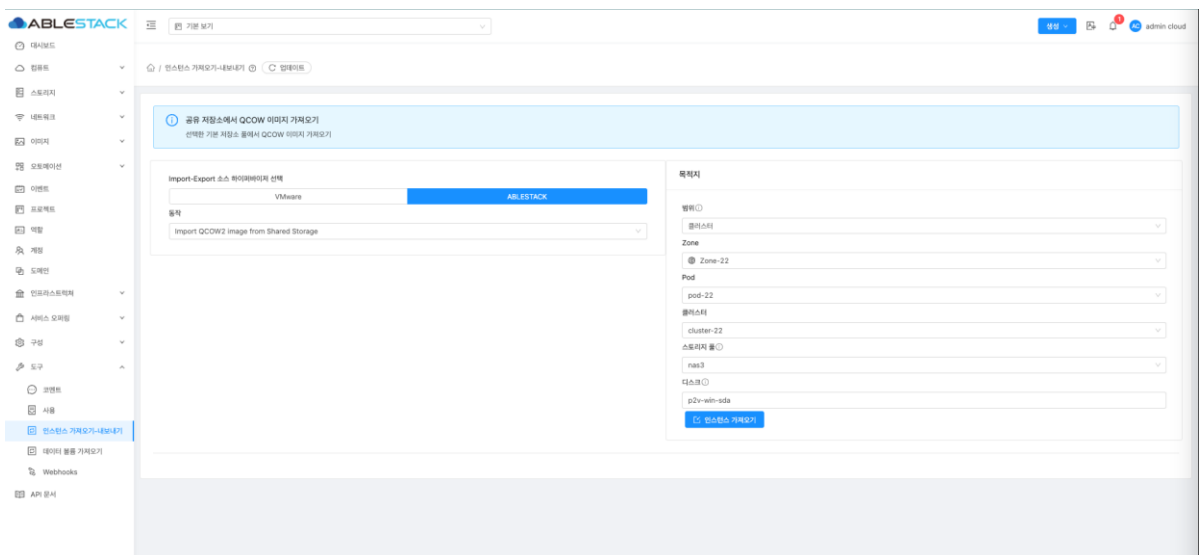 ABLESTACK
기본 보기
생성
1
AC admin cloud
대시보드
컴퓨트
스토리지
네트워크
이미지
오토메이션
이벤트
프로젝트
역할
계정
도메인
인프라스트럭쳐
서비스 오퍼링
구성
도구
코멘트
사용
인스턴스 가져오기-내보내기
데이터 볼륨 가져오기
Webhooks
API 문서
/ 인스턴스 가져오기-내보내기 업데이트
공유 저장소에서 QCOW 이미지 가져오기
선택한 기본 저장소 풀에서 QCOW 이미지 가져오기
Import-Export 소스 하이퍼바이저 선택
VMware ABLESTACK
동작
Import QCOW2 image from Shared Storage
목적지
범위
클러스터
Zone
Zone-22
Pod
pod-22
클러스터
cluster-22
스토리지 풀
nas3
디스크
p2v-win-sda
인스턴스 가져오기